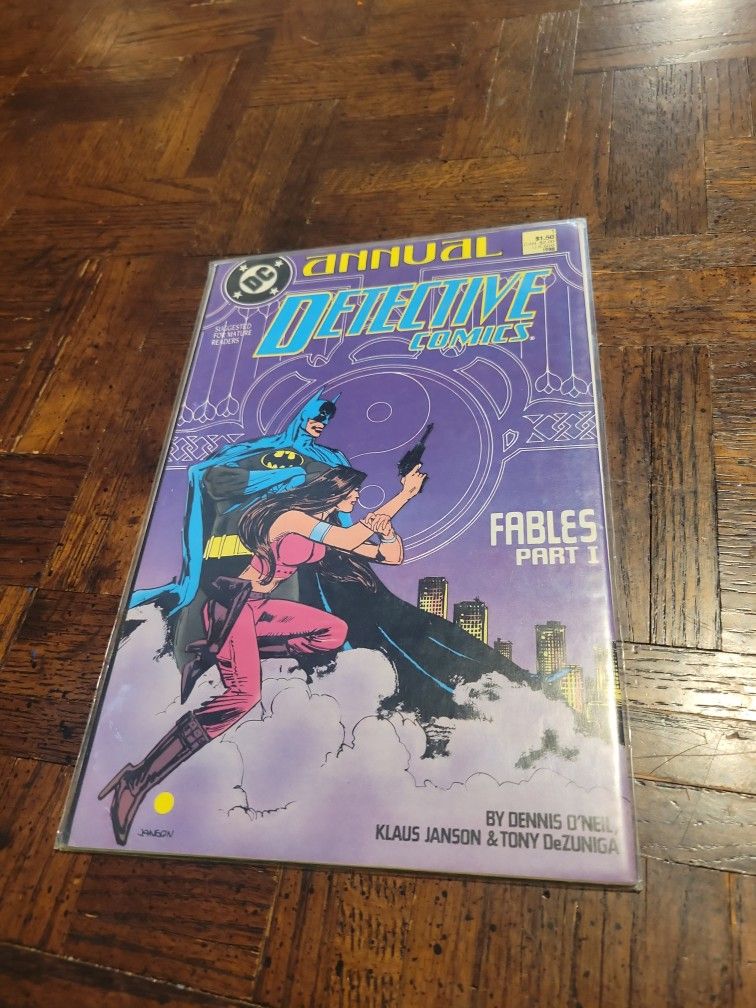 ANNUAL
$1.50
1988
DC
DETECTIVE
COMICS
SUGGESTED
FOR MATURE
READERS
FABLES
PART I
BY DENNIS O'NEIL,
KLAUS JANSON & TONY DeZUNIGA
JANSON